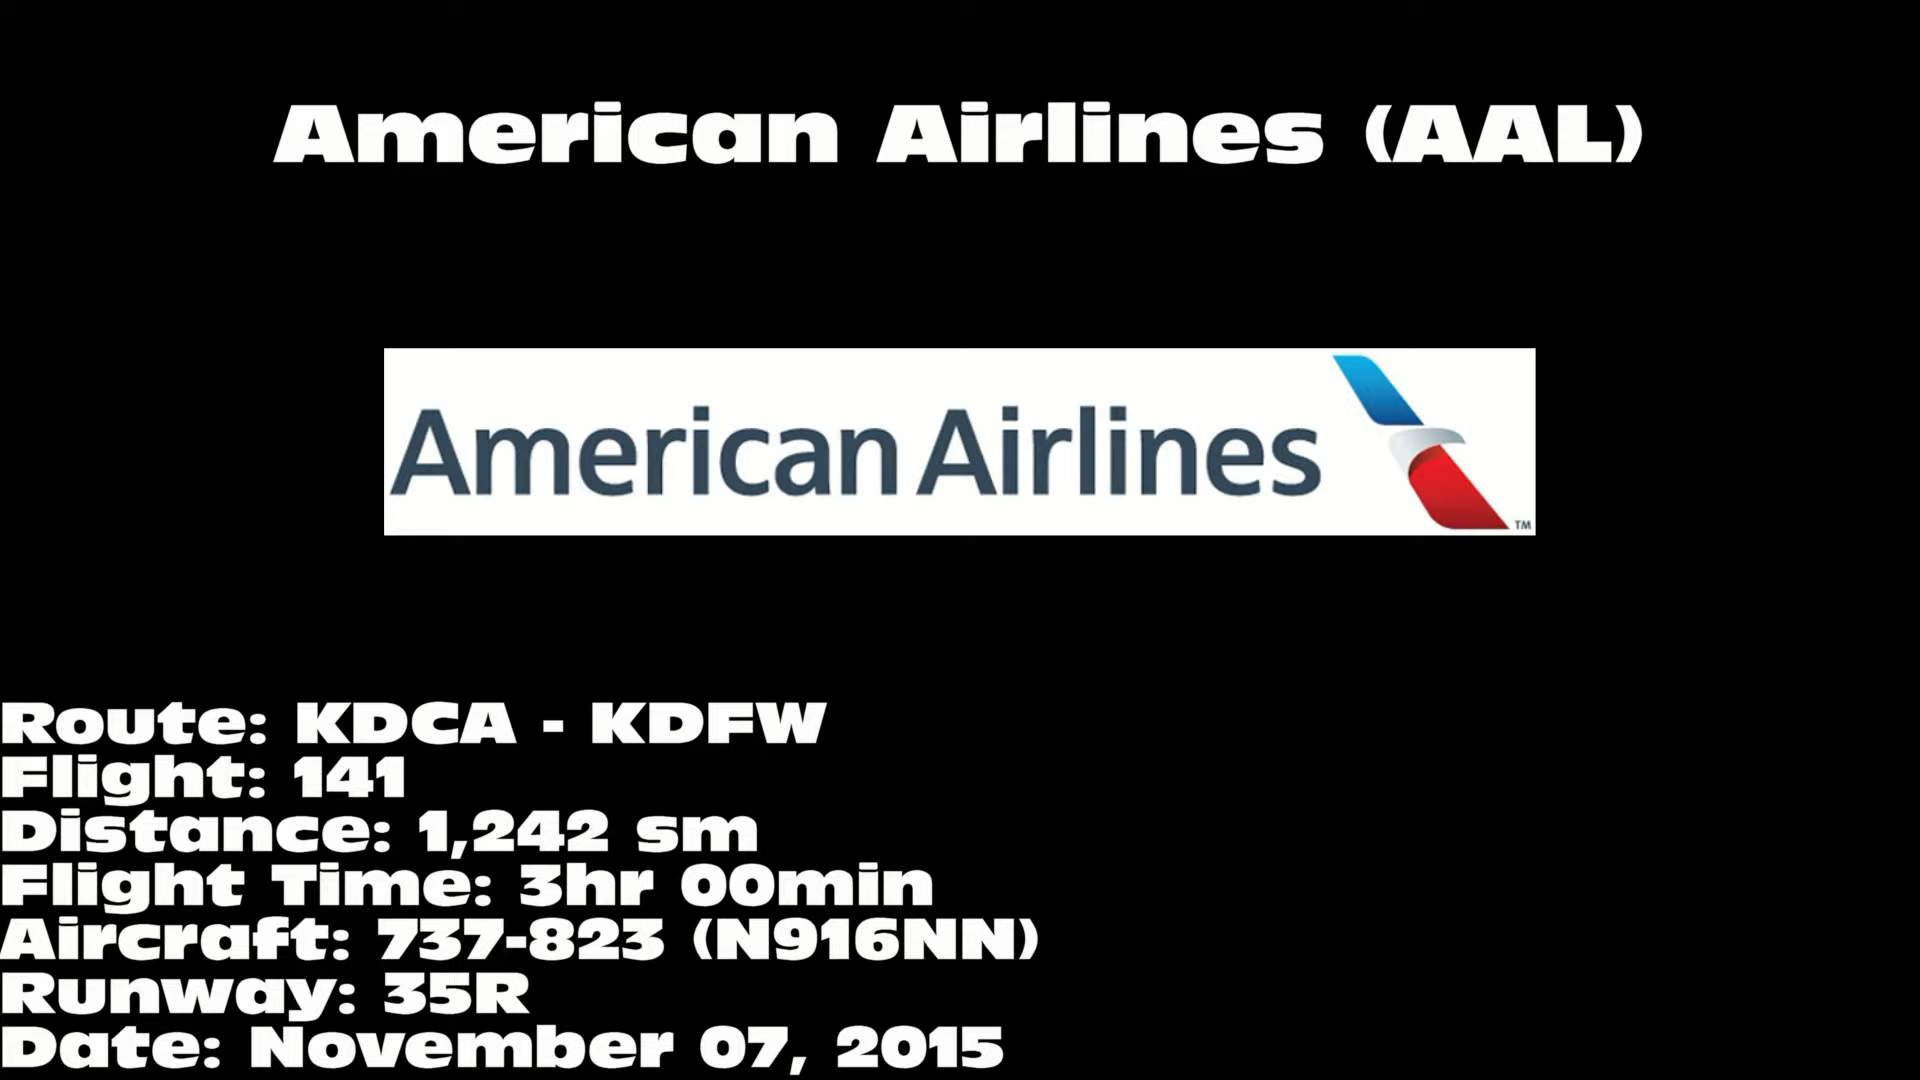 American Airlines (AAL)
American Airlines
TM
Route: KDCA - KDFW
Flight: 141
Distance: 1,242 sm
Flight Time: 3hr 00min
Aircraft: 737-823 (N916NN)
Runway: 35R
Date: November 07, 2015